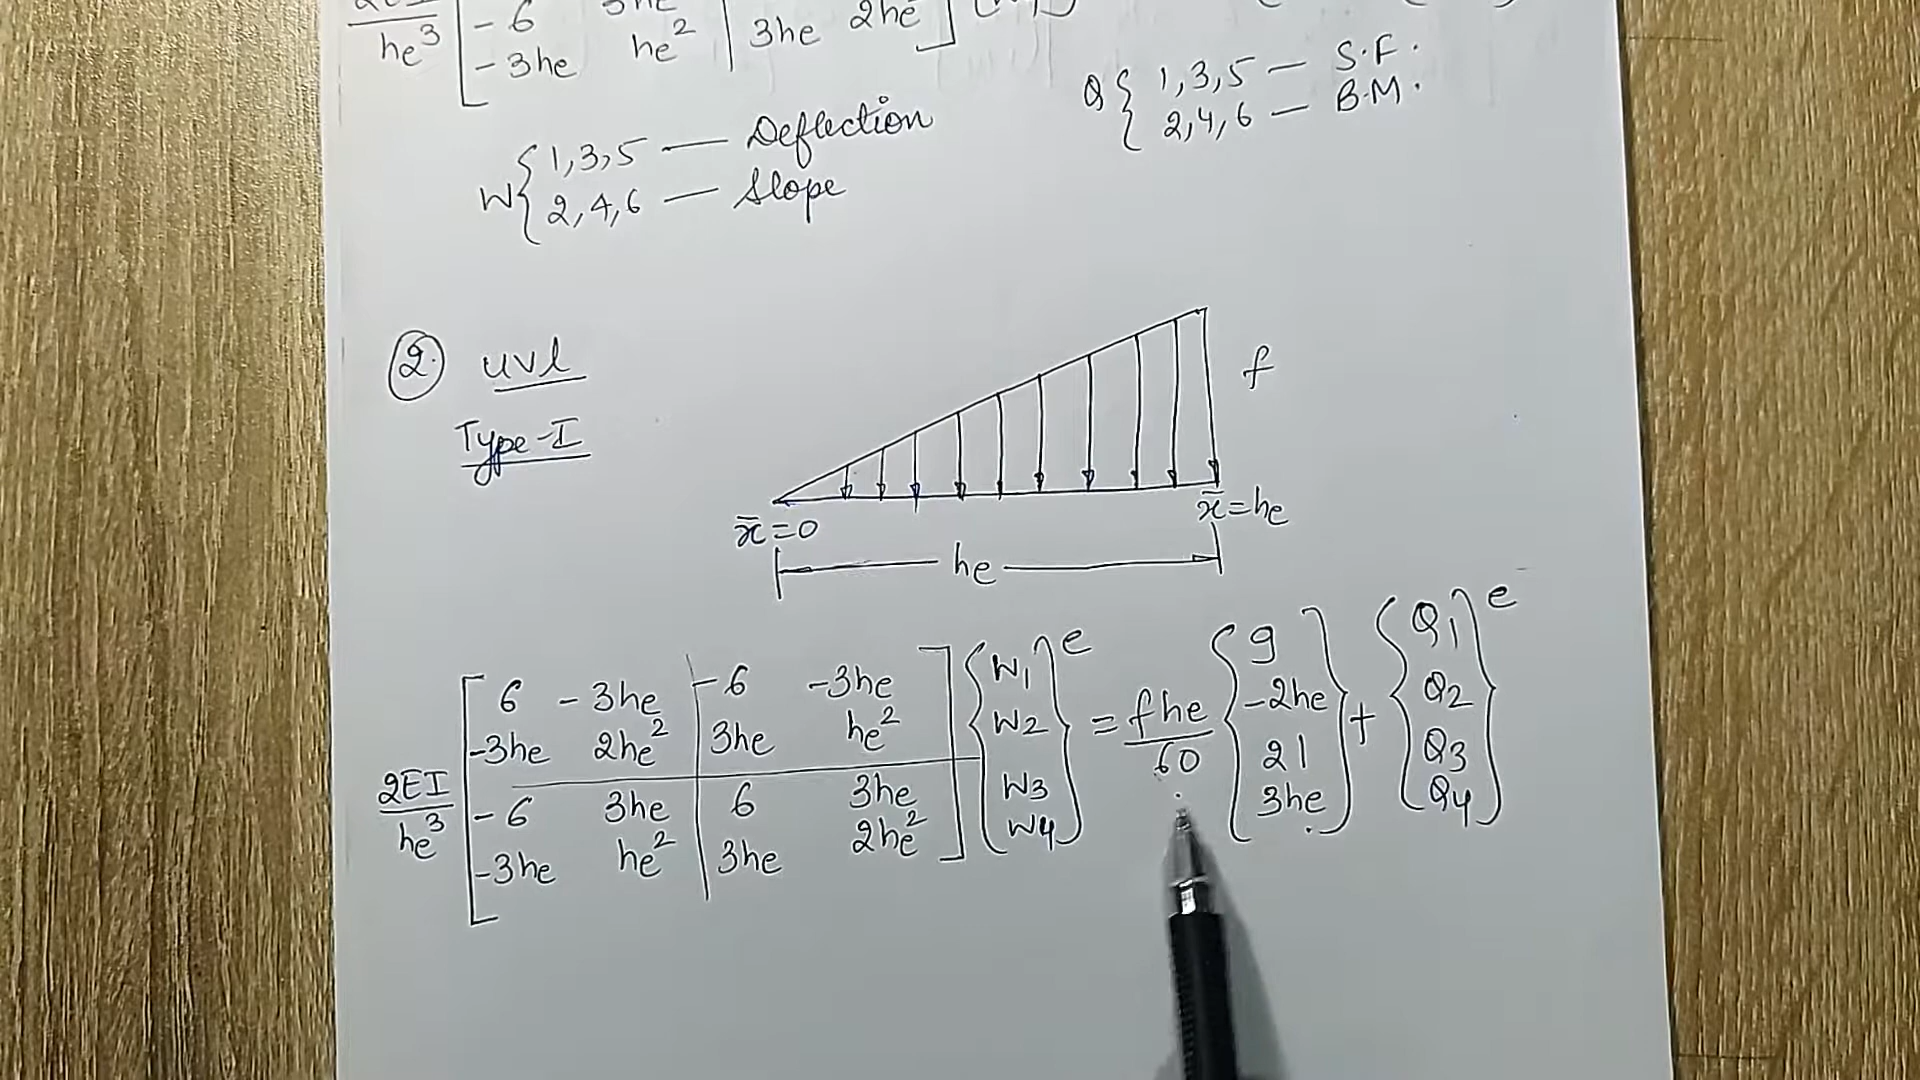 2EI/he³ [ -6 3he
-3he he² | 3he 2he²
Q { 1,3,5 — S.F.
2,4,6 — B.M.
W { 1,3,5 — Deflection
2,4,6 — Slope
2. UVL
Type-I
f
x̄=0
x̄=he
he
2EI/he³ [ 6 -3he | -6 -3he
-3he 2he² | 3he he²
-6 3he | 6 3he
-3he he² | 3he 2he² ] { W1 W2 W3 W4 }ᵉ = fhe/60 { 9 -2he 21 3he } + { Q1 Q2 Q3 Q4 }ᵉ